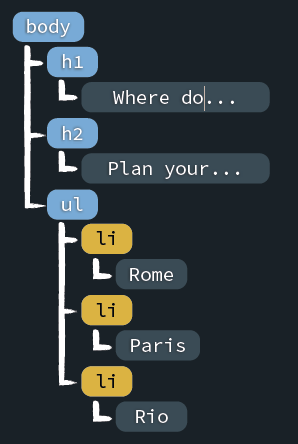 body
h1
Where do...
h2
Plan your...
ul
li
Rome
li
Paris
li
Rio